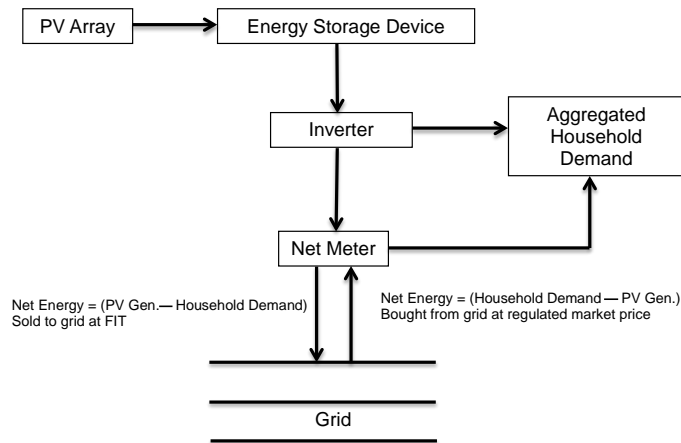 PV Array
Energy Storage Device
Inverter
Aggregated
Household
Demand
Net Meter
Net Energy = (PV Gen.— Household Demand)
Sold to grid at FIT
Net Energy = (Household Demand — PV Gen.)
Bought from grid at regulated market price
Grid